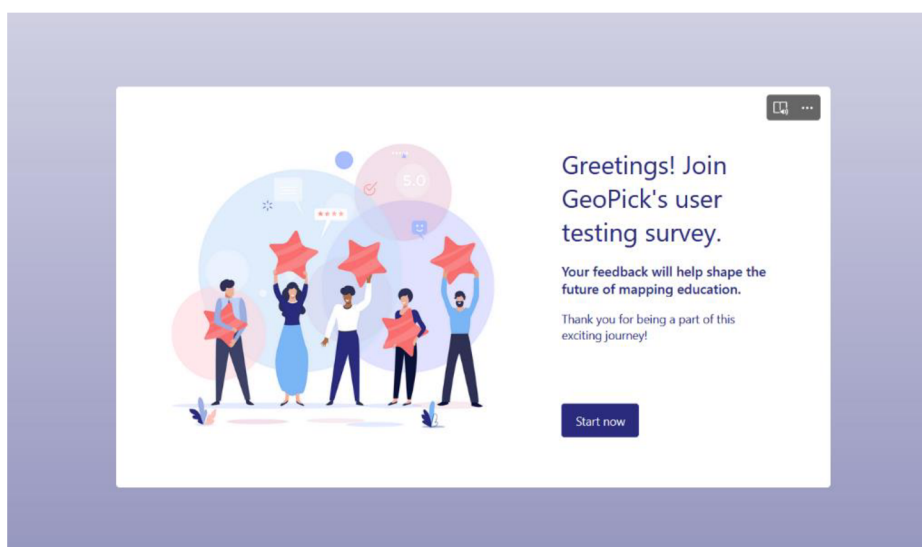 5.0
Greetings! Join
GeoPick's user
testing survey.
Your feedback will help shape the
future of mapping education.
Thank you for being a part of this
exciting journey!
Start now